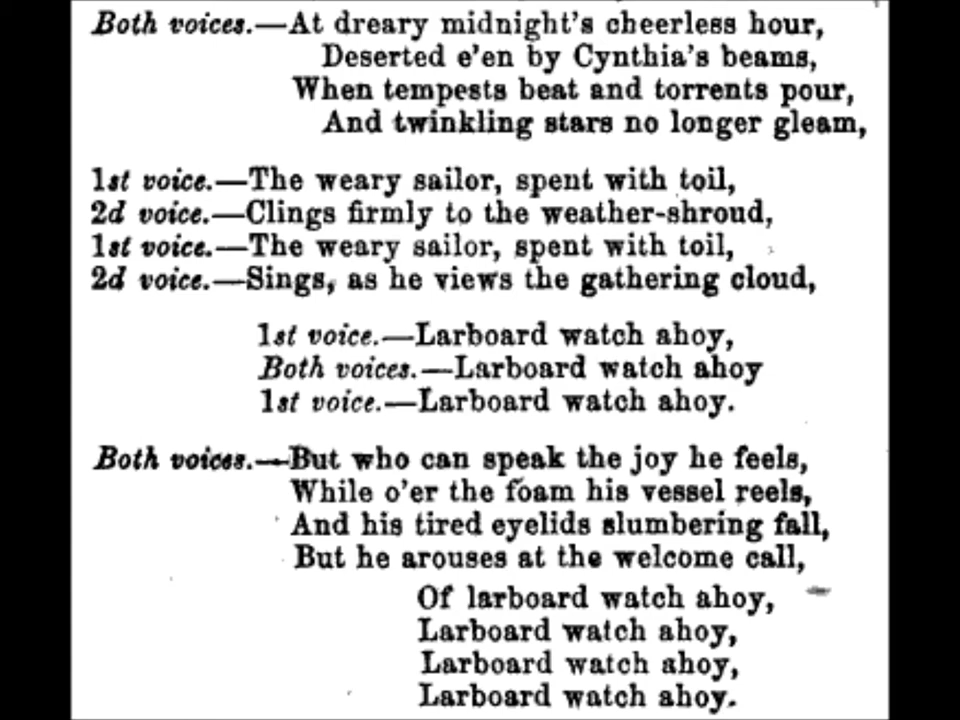 Both voices.—At dreary midnight's cheerless hour,
Deserted e'en by Cynthia's beams,
When tempests beat and torrents pour,
And twinkling stars no longer gleam,
1st voice.—The weary sailor, spent with toil,
2d voice.—Clings firmly to the weather-shroud,
1st voice.—The weary sailor, spent with toil,
2d voice.—Sings, as he views the gathering cloud,
1st voice.—Larboard watch ahoy,
Both voices.—Larboard watch ahoy
1st voice.—Larboard watch ahoy.
Both voices.—But who can speak the joy he feels,
While o'er the foam his vessel reels,
And his tired eyelids slumbering fall,
But he arouses at the welcome call,
Of larboard watch ahoy,
Larboard watch ahoy,
Larboard watch ahoy,
Larboard watch ahoy.